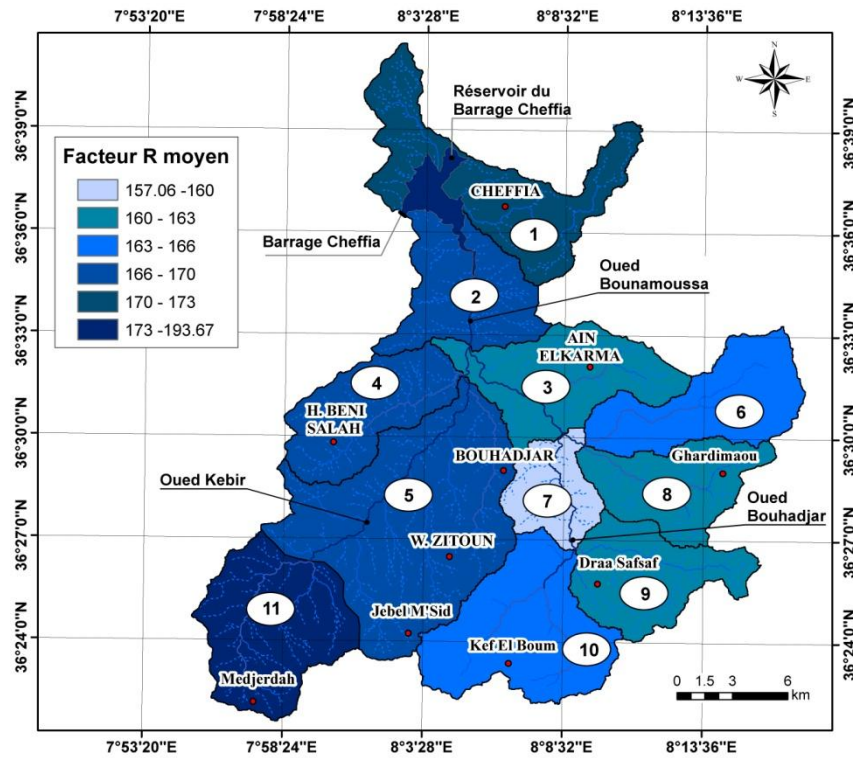 7°53'20"E 7°58'24"E 8°3'28"E 8°8'32"E 8°13'36"E
N
W E
S
36°39'0"N
36°36'0"N
36°33'0"N
36°30'0"N
36°27'0"N
36°24'0"N
36°39'0"N
36°36'0"N
36°33'0"N
36°30'0"N
36°27'0"N
36°24'0"N
Facteur R moyen
157.06 -160
160 - 163
163 - 166
166 - 170
170 - 173
173 -193.67
Réservoir du
Barrage Cheffia
CHEFFIA
1
Barrage Cheffia
Oued
Bounamoussa
2
AIN
ELKARMA
3
4
H. BENI
SALAH
6
BOUHADJAR
Ghardimaou
Oued Kebir
5
7
8
Oued
Bouhadjar
W. ZITOUN
Draa Safsaf
9
11
Jebel M'Sid
Kef El Boum
10
Medjerdah
0 1.5 3 6
km
7°53'20"E 7°58'24"E 8°3'28"E 8°8'32"E 8°13'36"E